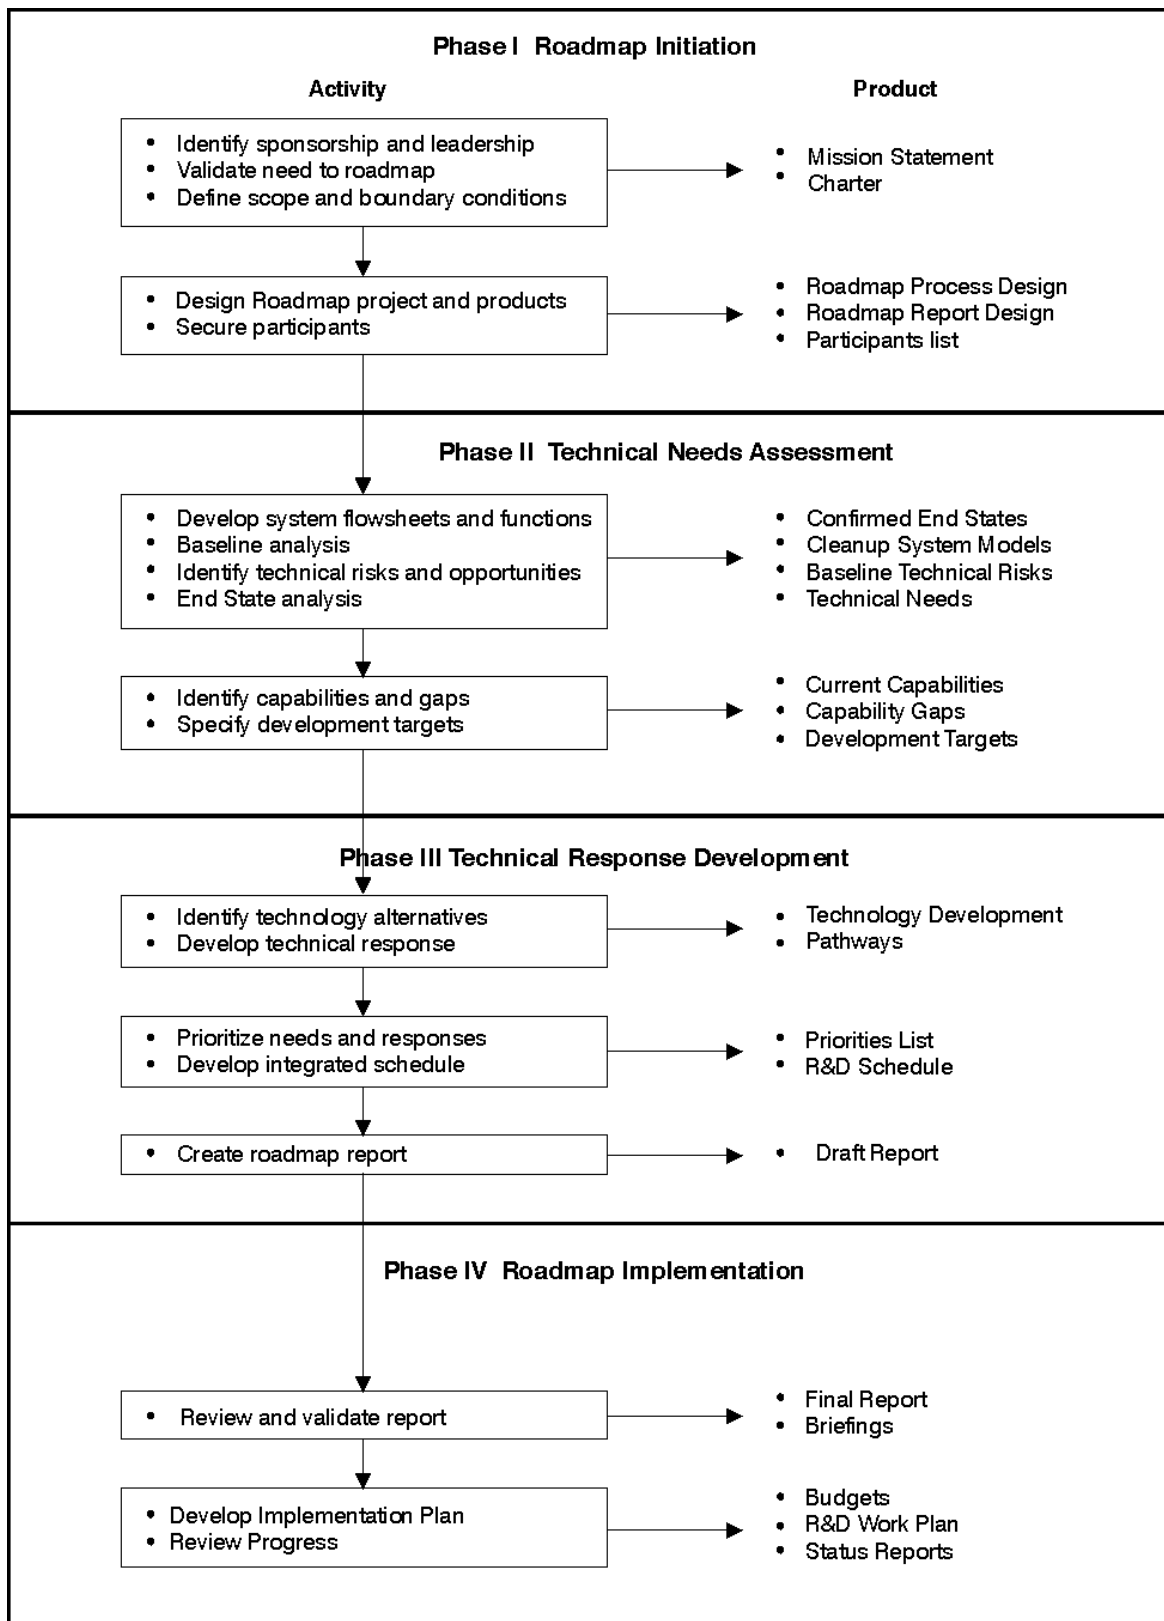 Phase I Roadmap Initiation
Activity
Product
• Identify sponsorship and leadership
• Validate need to roadmap
• Define scope and boundary conditions
• Mission Statement
• Charter
• Design Roadmap project and products
• Secure participants
• Roadmap Process Design
• Roadmap Report Design
• Participants list
Phase II Technical Needs Assessment
• Develop system flowsheets and functions
• Baseline analysis
• Identify technical risks and opportunities
• End State analysis
• Confirmed End States
• Cleanup System Models
• Baseline Technical Risks
• Technical Needs
• Identify capabilities and gaps
• Specify development targets
• Current Capabilities
• Capability Gaps
• Development Targets
Phase III Technical Response Development
• Identify technology alternatives
• Develop technical response
• Technology Development
• Pathways
• Prioritize needs and responses
• Develop integrated schedule
• Priorities List
• R&D Schedule
• Create roadmap report
• Draft Report
Phase IV Roadmap Implementation
• Review and validate report
• Final Report
• Briefings
• Develop Implementation Plan
• Review Progress
• Budgets
• R&D Work Plan
• Status Reports